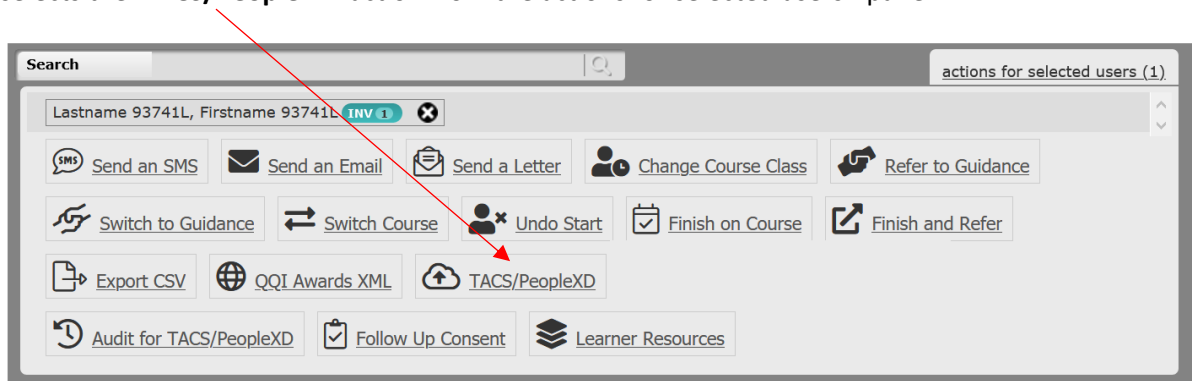 Search
actions for selected users (1)
Lastname 93741L, Firstname 93741L INV 1
SMS Send an SMS Send an Email Send a Letter Change Course Class Refer to Guidance
Switch to Guidance Switch Course Undo Start Finish on Course Finish and Refer
Export CSV QQI Awards XML TACS/PeopleXD
Audit for TACS/PeopleXD Follow Up Consent Learner Resources